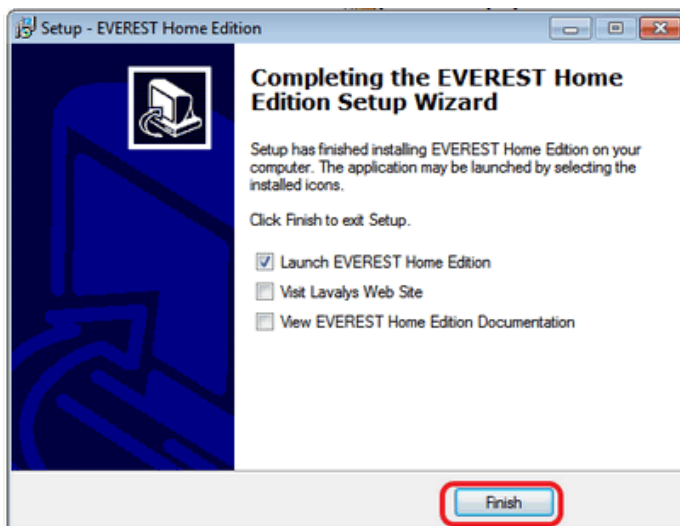 Setup - EVEREST Home Edition
Completing the EVEREST Home
Edition Setup Wizard
Setup has finished installing EVEREST Home Edition on your
computer. The application may be launched by selecting the
installed icons.
Click Finish to exit Setup.
Launch EVEREST Home Edition
Visit Lavalys Web Site
View EVEREST Home Edition Documentation
Finish